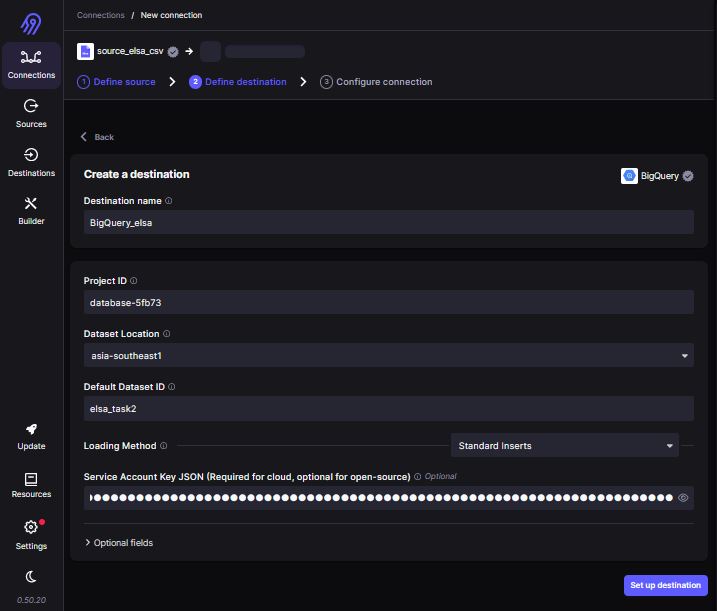 Connections / New connection
source_elsa_csv
1 Define source 2 Define destination 3 Configure connection
Connections
Sources
Destinations
Builder
Back
Create a destination
BigQuery
Destination name
BigQuery_elsa
Project ID
database-5fb73
Dataset Location
asia-southeast1
Default Dataset ID
elsa_task2
Loading Method
Standard Inserts
Service Account Key JSON (Required for cloud, optional for open-source) Optional
Optional fields
Set up destination
Update
Resources
Settings
0.50.20